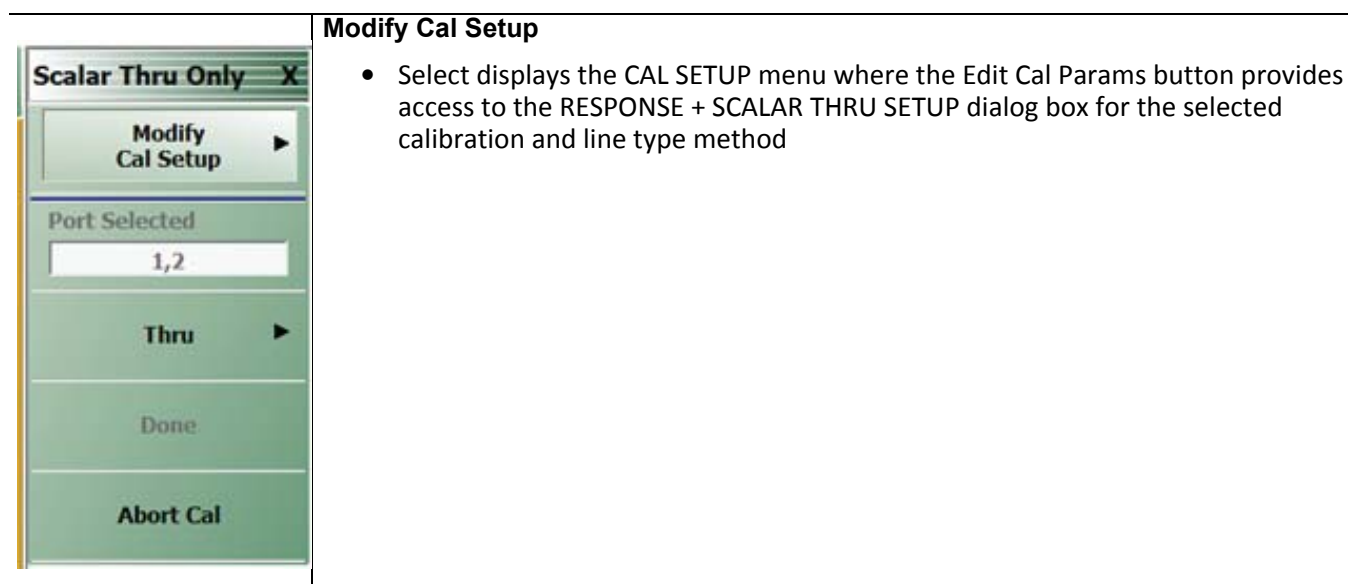 Scalar Thru Only X
Modify
Cal Setup
Port Selected
1,2
Thru
Done
Abort Cal
Modify Cal Setup
• Select displays the CAL SETUP menu where the Edit Cal Params button provides
access to the RESPONSE + SCALAR THRU SETUP dialog box for the selected
calibration and line type method